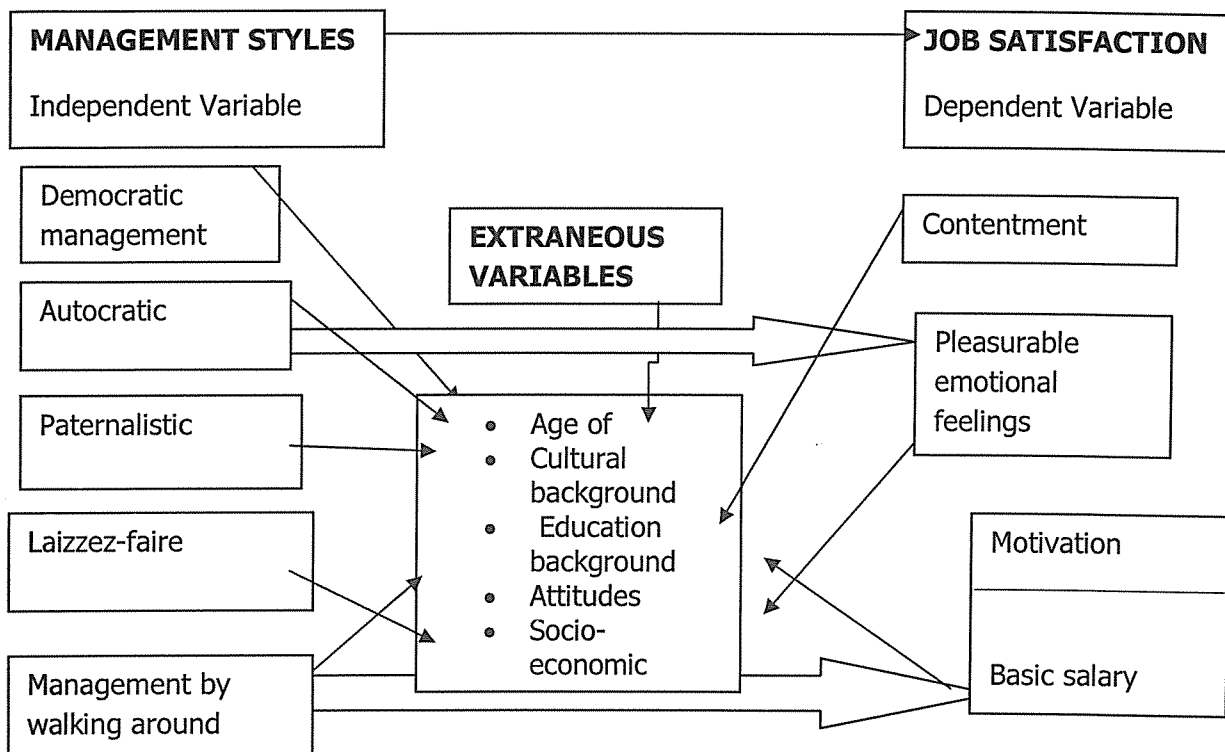 MANAGEMENT STYLES
Independent Variable
JOB SATISFACTION
Dependent Variable
Democratic
management
EXTRANEOUS
VARIABLES
Contentment
Autocratic
Pleasurable
emotional
feelings
Paternalistic
Age of
Cultural
background
Education
background
Attitudes
Socio-
economic
Laizzez-faire
Motivation
Basic salary
Management by
walking around